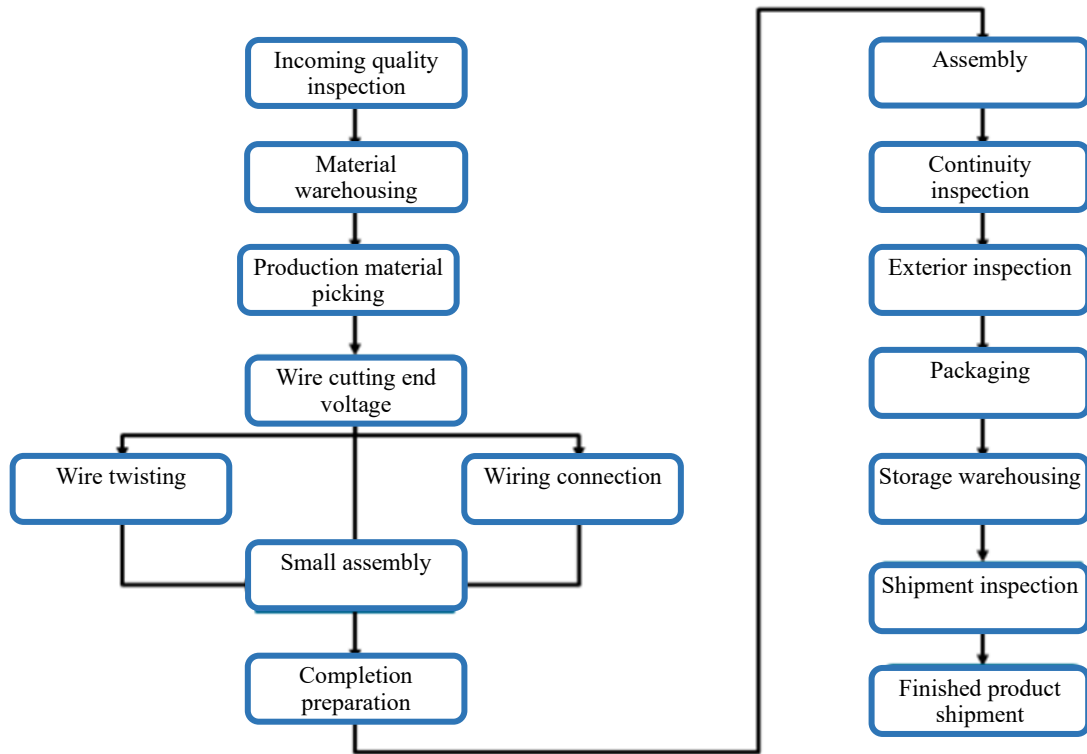 Incoming quality
inspection
Material
warehousing
Production material
picking
Wire cutting end
voltage
Wire twisting
Wiring connection
Small assembly
Completion
preparation
Assembly
Continuity
inspection
Exterior inspection
Packaging
Storage warehousing
Shipment inspection
Finished product
shipment